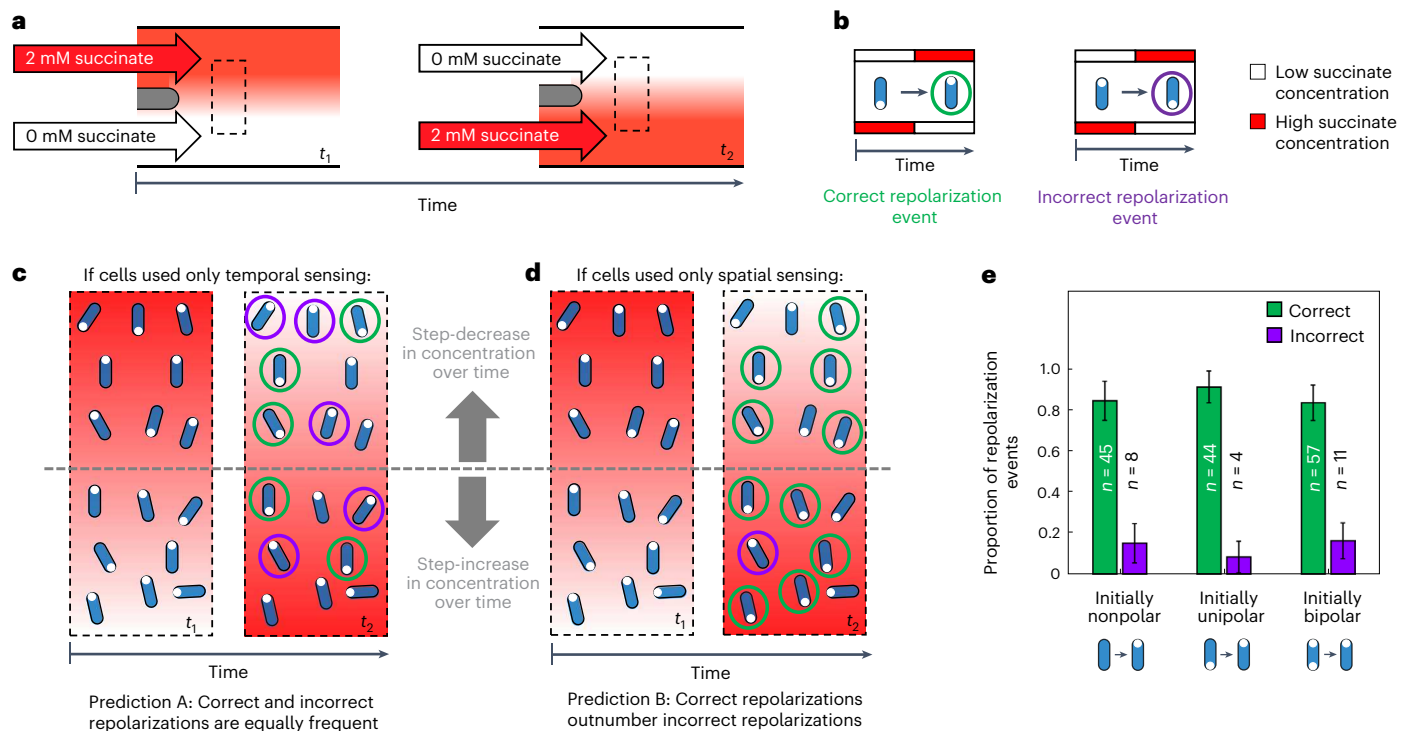 a
2 mM succinate
0 mM succinate
t1
0 mM succinate
2 mM succinate
t2
Time
b
Time
Correct repolarization
event
Time
Incorrect repolarization
event
Low succinate
concentration
High succinate
concentration
c
If cells used only temporal sensing:
t1
t2
Time
Prediction A: Correct and incorrect
repolarizations are equally frequent
Step-decrease
in concentration
over time
Step-increase
in concentration
over time
d
If cells used only spatial sensing:
t1
t2
Time
Prediction B: Correct repolarizations
outnumber incorrect repolarizations
e
Correct
Incorrect
Proportion of repolarization
events
1.0
0.8
0.6
0.4
0.2
0
n = 45
n = 8
n = 44
n = 4
n = 57
n = 11
Initially
nonpolar
Initially
unipolar
Initially
bipolar